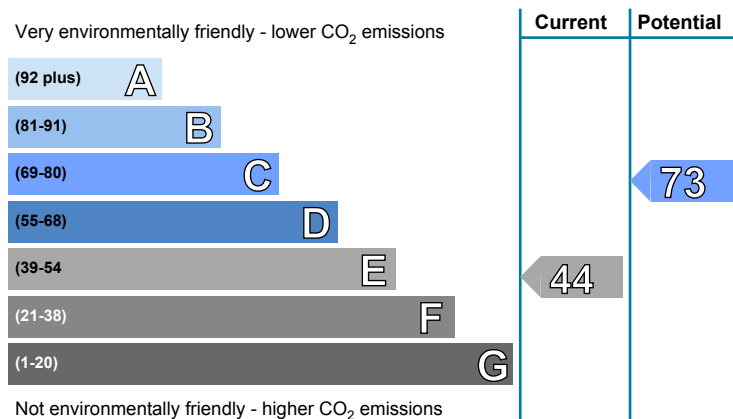 Very environmentally friendly - lower CO2 emissions
Current
Potential
(92 plus) A
(81-91) B
(69-80) C
73
(55-68) D
(39-54 E
44
(21-38) F
(1-20) G
Not environmentally friendly - higher CO2 emissions